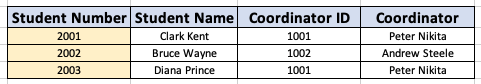 Student Number Student Name Coordinator ID Coordinator
2001 Clark Kent 1001 Peter Nikita
2002 Bruce Wayne 1002 Andrew Steele
2003 Diana Prince 1001 Peter Nikita